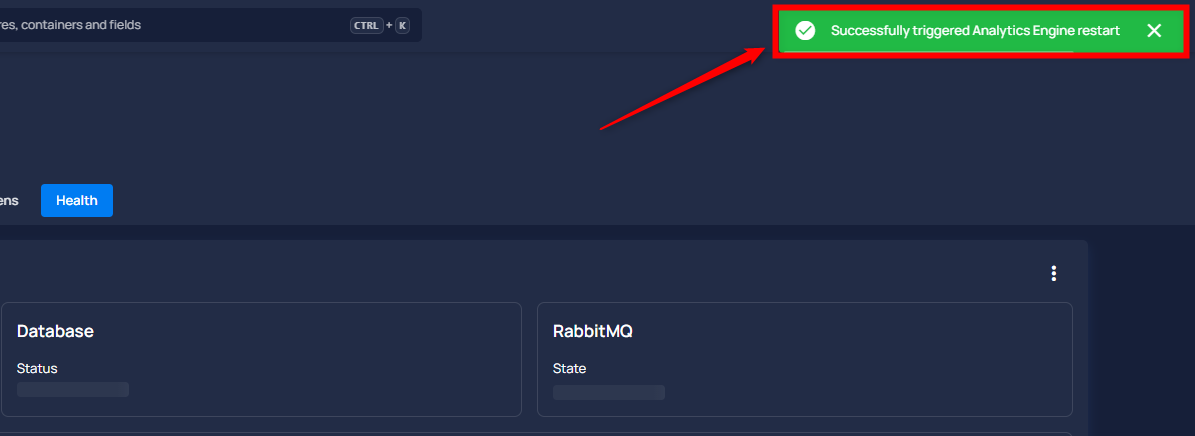 res, containers and fields
CTRL + K
Successfully triggered Analytics Engine restart
ens
Health
Database
RabbitMQ
Status
State